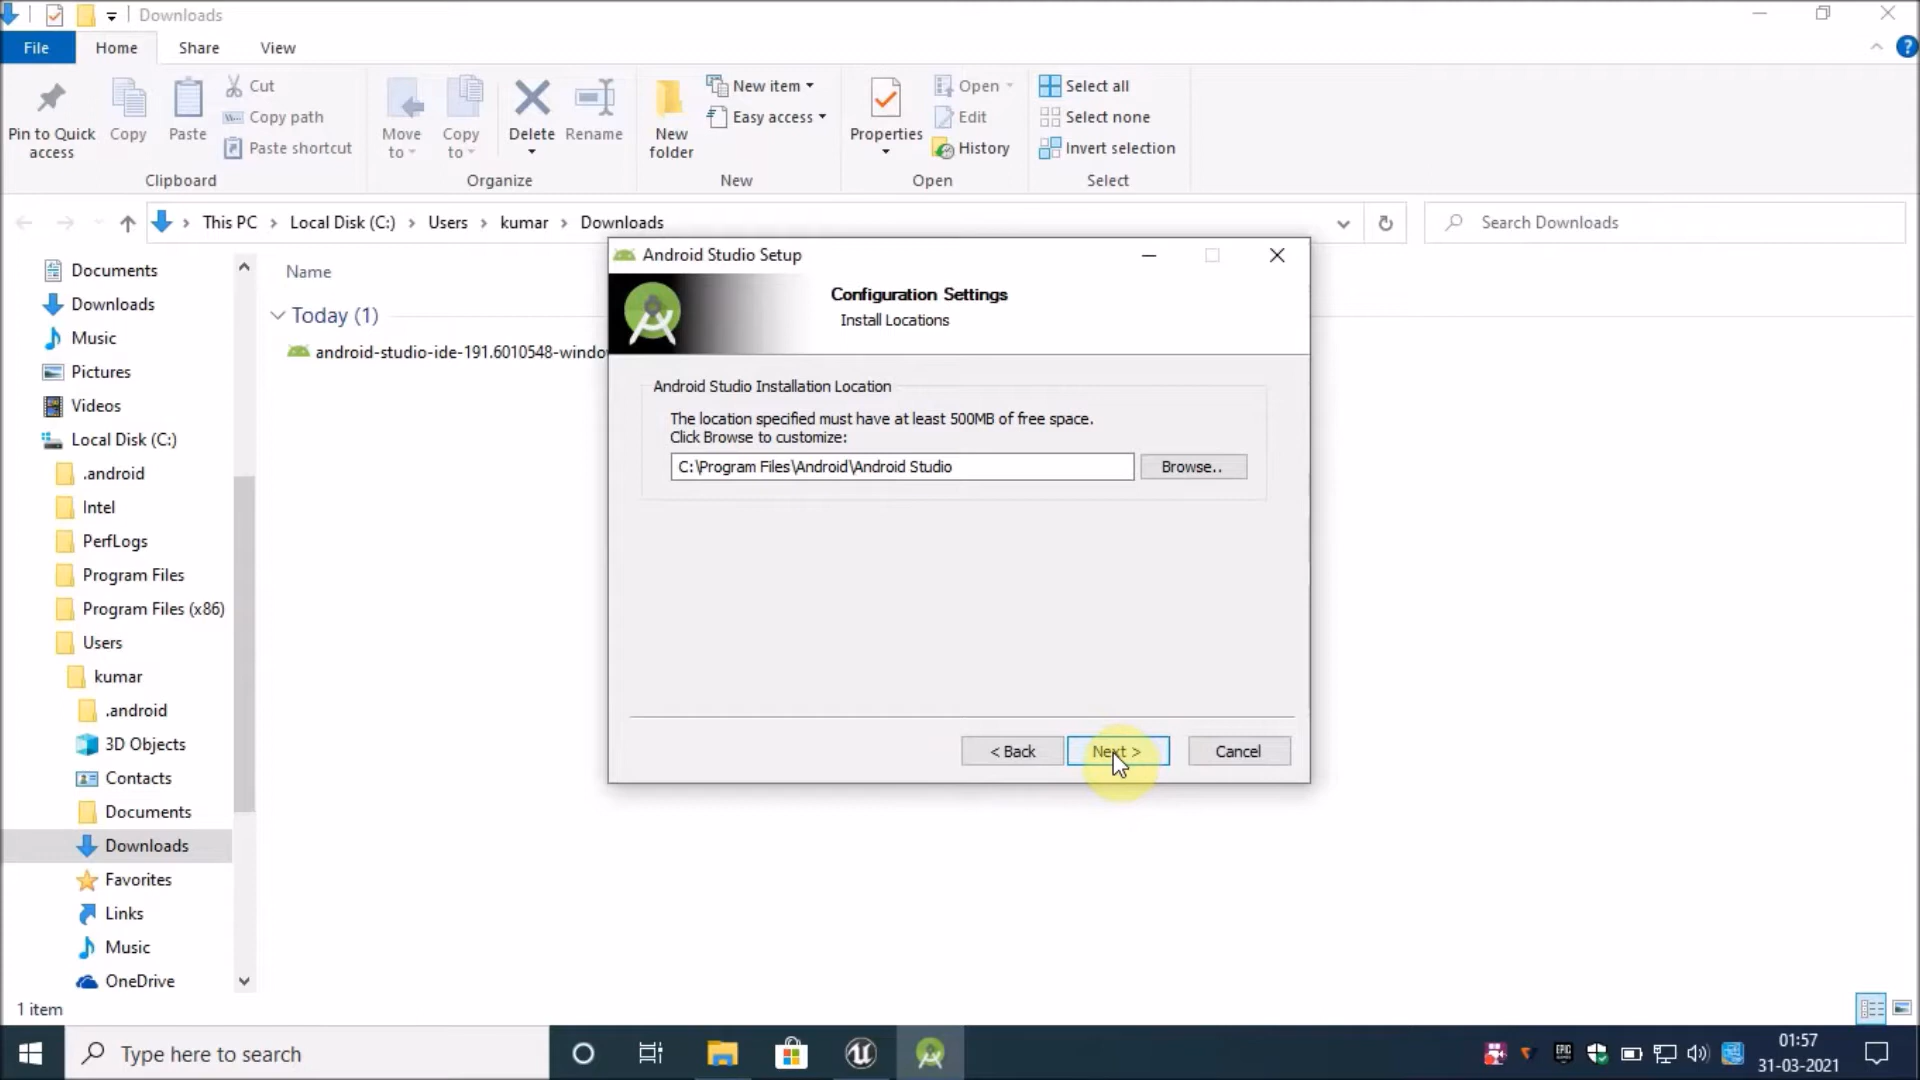 Downloads
File
Home
Share
View
Pin to Quick access
Copy
Paste
Cut
Copy path
Paste shortcut
Clipboard
Move to
Copy to
Delete
Rename
Organize
New folder
New item
Easy access
New
Properties
Open
Edit
History
Open
Select all
Select none
Invert selection
Select
This PC > Local Disk (C:) > Users > kumar > Downloads
Search Downloads
Documents
Downloads
Music
Pictures
Videos
Local Disk (C:)
.android
Intel
PerfLogs
Program Files
Program Files (x86)
Users
kumar
.android
3D Objects
Contacts
Documents
Downloads
Favorites
Links
Music
OneDrive
Name
Today (1)
android-studio-ide-191.6010548-windo
Android Studio Setup
Configuration Settings
Install Locations
Android Studio Installation Location
The location specified must have at least 500MB of free space.
Click Browse to customize:
C:\Program Files\Android\Android Studio
Browse..
< Back
Next >
Cancel
1 item
Type here to search
EPIC
01:57
31-03-2021